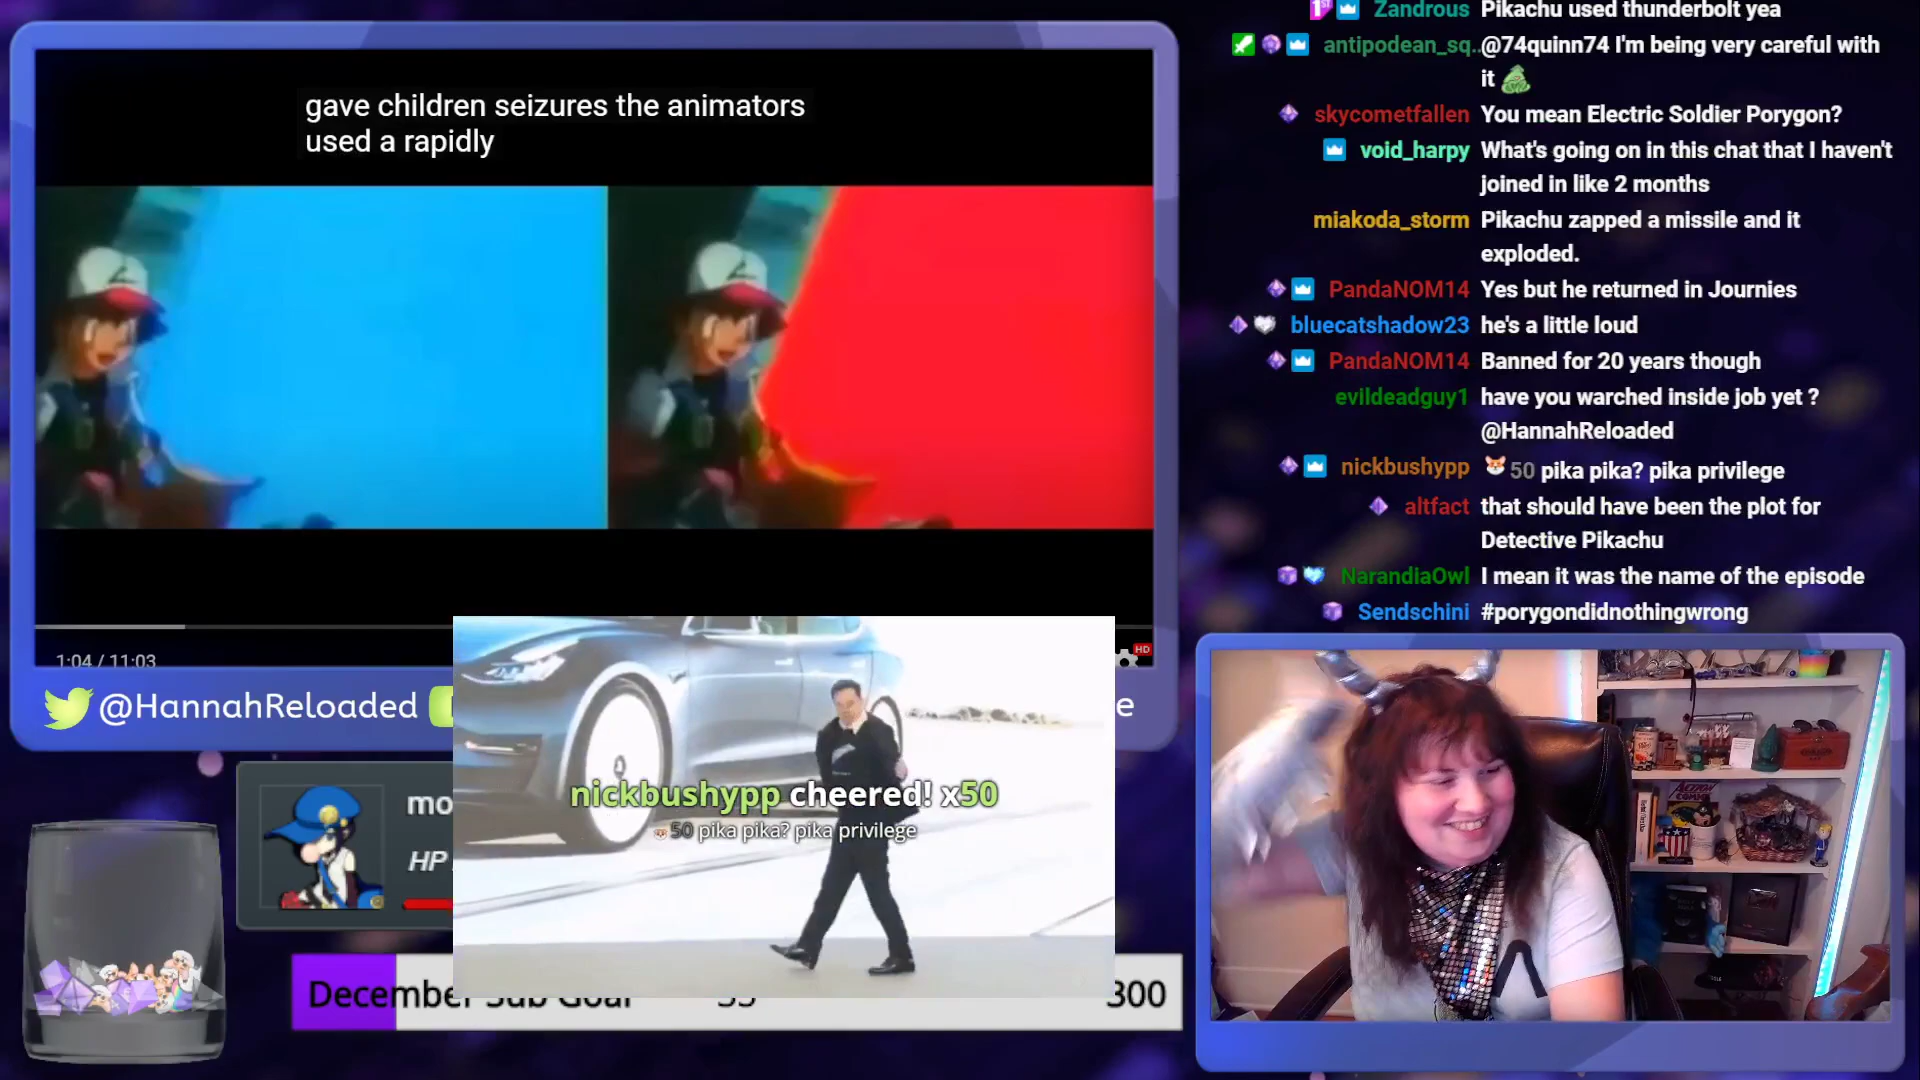 gave children seizures the animators
used a rapidly
1:04 / 11:03
HD
@HannahReloaded
e
mo
HP
nickbushypp cheered! x50
50 pika pika? pika privilege
December Sub Goal
300
Zandrous Pikachu used thunderbolt yea
antipodean_sq.. @74quinn74 I'm being very careful with
it
skycometfallen You mean Electric Soldier Porygon?
void_harpy What's going on in this chat that I haven't
joined in like 2 months
miakoda_storm Pikachu zapped a missile and it
exploded.
PandaNOM14 Yes but he returned in Journies
bluecatshadow23 he's a little loud
PandaNOM14 Banned for 20 years though
evildeadguy1 have you warched inside job yet ?
@HannahReloaded
nickbushypp 50 pika pika? pika privilege
altfact that should have been the plot for
Detective Pikachu
NarandiaOwl I mean it was the name of the episode
Sendschini #porygondidnothingwrong
ACTION